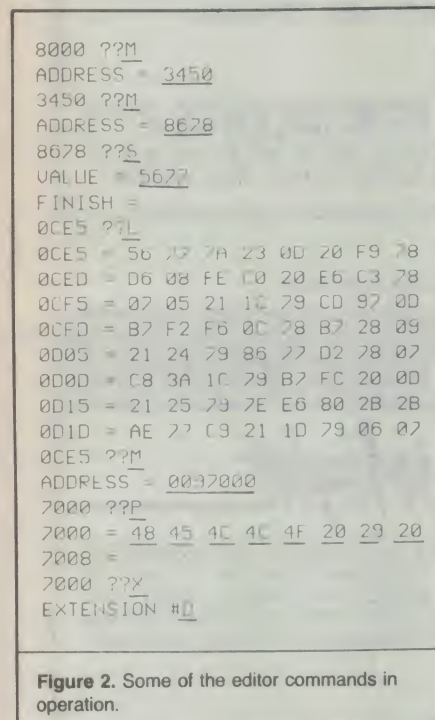 8000 ??M
ADDRESS = 3450
3450 ??M
ADDRESS = 8678
8678 ??S
VALUE = 5677
FINISH =
0CE5 ??L
0CE5 = 56 77 7A 23 0D 20 F9 78
0CED = D6 08 FE C0 20 E6 C3 78
0CF5 = 07 05 21 1C 79 CD 97 0D
0CFD = B7 F2 F6 0C 78 B7 28 09
0D05 = 21 24 79 86 77 D2 78 07
0D0D = C8 3A 1C 79 B7 FC 20 0D
0D15 = 21 25 79 7E E6 80 2B 2B
0D1D = AE 77 C9 21 1D 79 06 07
0CE5 ??M
ADDRESS = 0097000
7000 ??P
7000 = 48 45 4C 4C 4F 20 29 20
7008 =
7000 ??X
EXTENSION #D
Figure 2. Some of the editor commands in
operation.